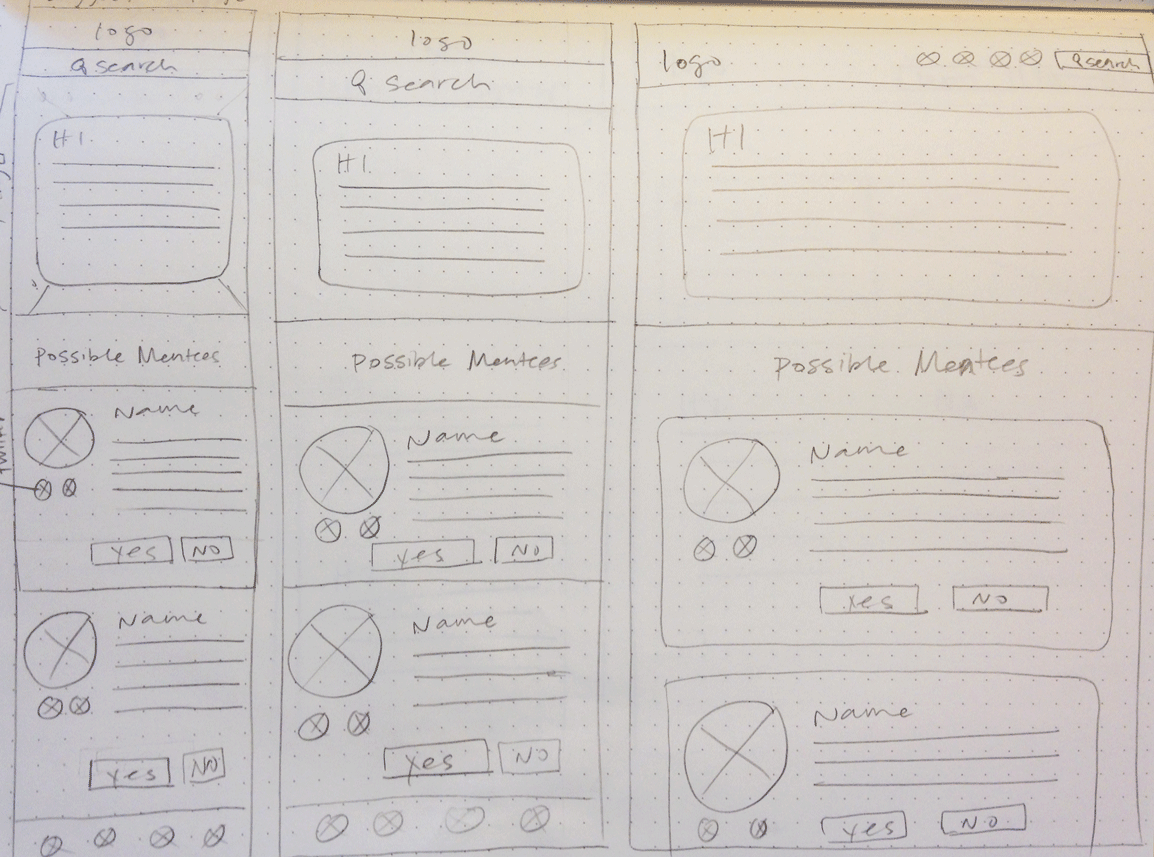 logo
search
H1
Possible Mentees
Name
Yes
No
Name
Yes
No
logo
search
H1
Possible Mentees
Name
Yes
No
Name
Yes
No
logo
search
H1
Possible Mentees
Name
Yes
No
Name
Yes
No